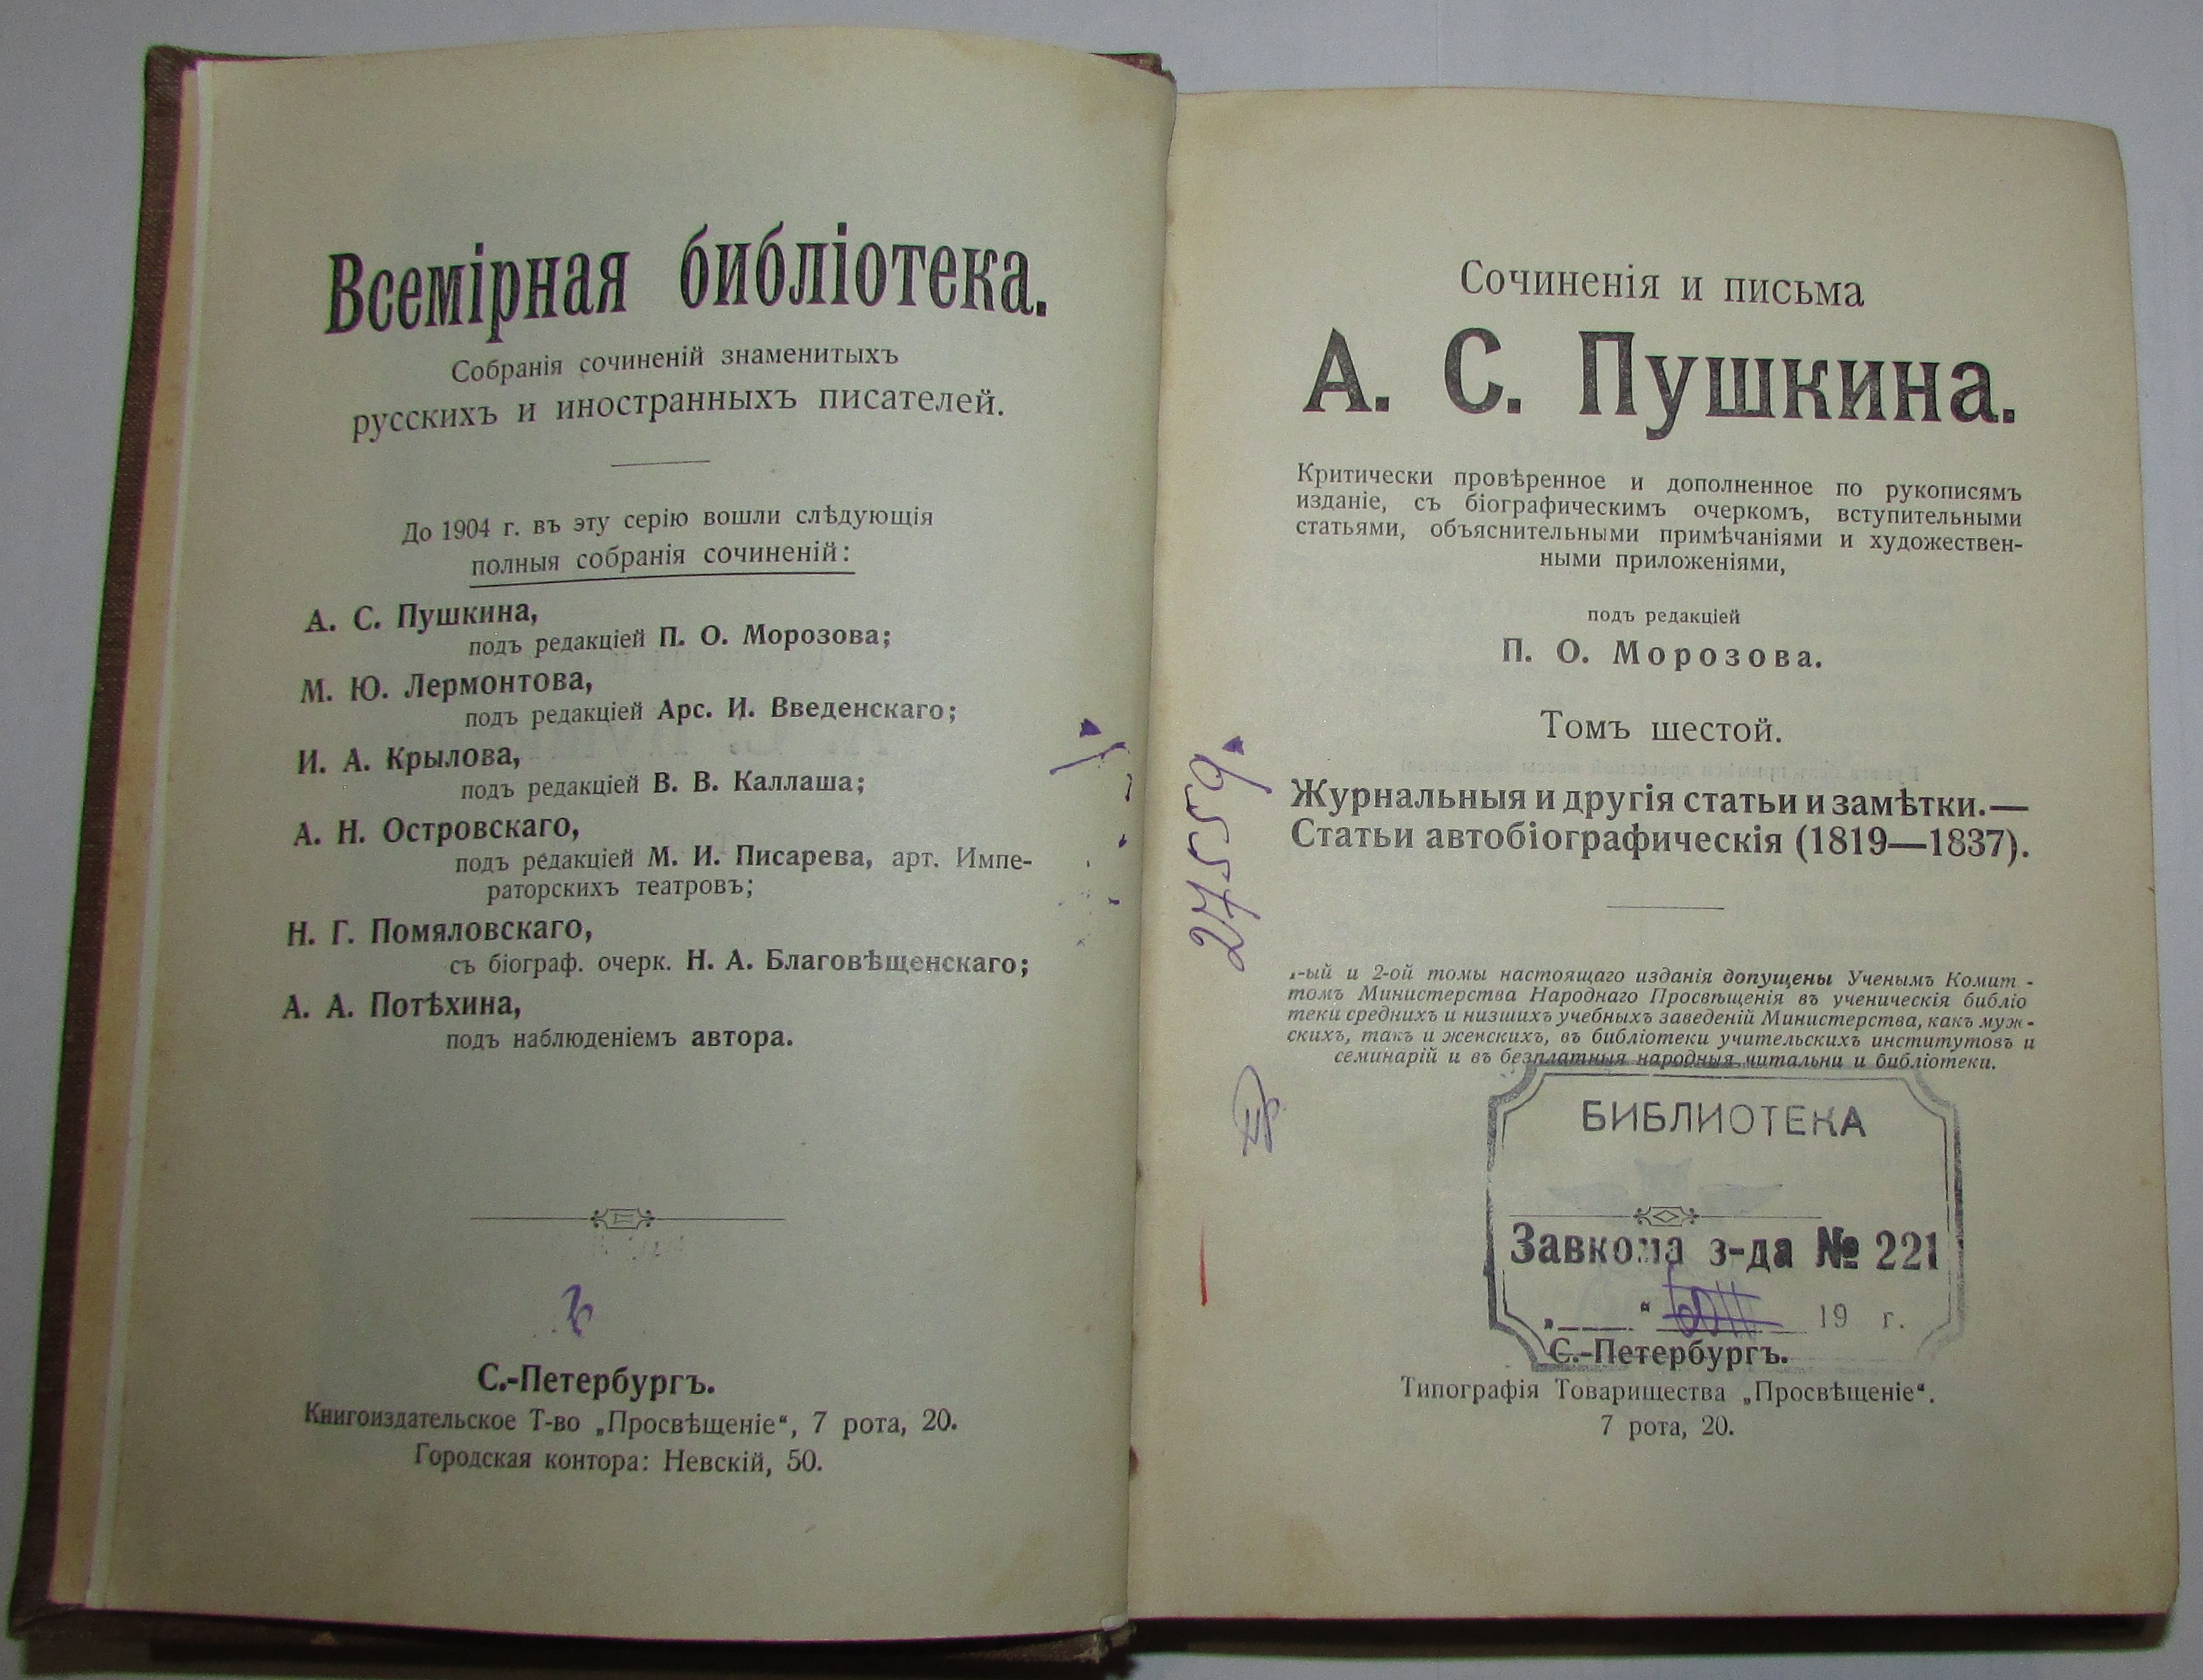 Всемірная библіотека.
Собранія сочиненій знаменитыхъ
русскихъ и иностранныхъ писателей.
До 1904 г. въ эту серію вошли слѣдующія
полныя собранія сочиненій:
А. С. Пушкина,
подъ редакціей П. О. Морозова;
М. Ю. Лермонтова,
подъ редакціей Арс. И. Введенскаго;
И. А. Крылова,
подъ редакціей В. В. Каллаша;
А. Н. Островскаго,
подъ редакціей М. И. Писарева, арт. Импе-
раторскихъ театровъ;
Н. Г. Помяловскаго,
съ біограф. очерк. Н. А. Благовѣщенскаго;
А. А. Потѣхина,
подъ наблюденіемъ автора.
С.-Петербургъ.
Книгоиздательское Т-во „Просвѣщеніе“, 7 рота, 20.
Городская контора: Невскій, 50.
Сочиненія и письма
А. С. Пушкина.
Критически провѣренное и дополненное по рукописямъ
изданіе, съ біографическимъ очеркомъ, вступительными
статьями, объяснительными примѣчаніями и художествен-
ными приложеніями,
подъ редакціей
П. О. Морозова.
Томъ шестой.
Журнальныя и другія статьи и замѣтки.—
Статьи автобіографическія (1819—1837).
27559
-ый и 2-ой томы настоящаго изданія допущены Ученымъ Комит -
томъ Министерства Народнаго Просвѣщенія въ ученическія библіо
теки среднихъ и низшихъ учебныхъ заведеній Министерства, какъ муж-
скихъ, такъ и женскихъ, въ библіотеки учительскихъ институтовъ и
семинарій и въ безплатныя народныя читальни и библіотеки.
БИБЛИОТЕКА
Завкома з-да № 221
„ “ 19 г.
С.-Петербургъ.
Типографія Товарищества „Просвѣщеніе“.
7 рота, 20.